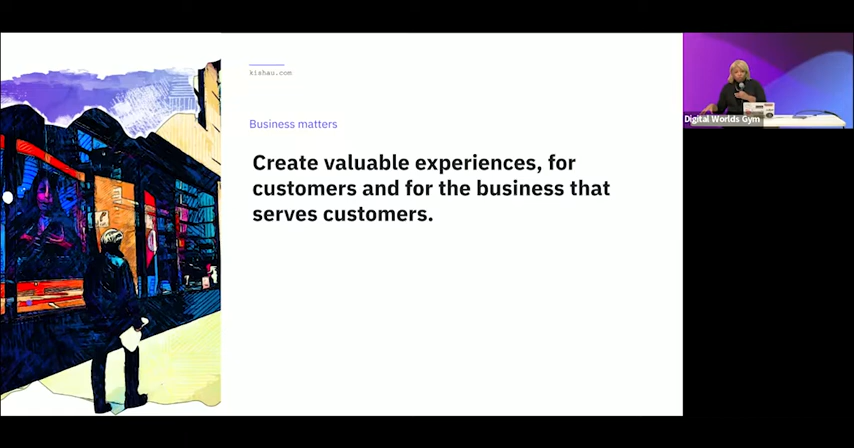 kishau.com
Business matters
Create valuable experiences, for
customers and for the business that
serves customers.
Digital Worlds Gym